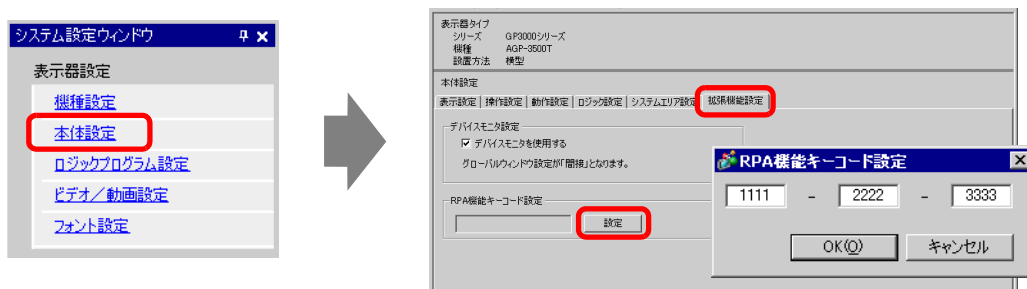 システム設定ウィンドウ
表示器設定
機種設定
本体設定
ロジックプログラム設定
ビデオ／動画設定
フォント設定
表示器タイプ
シリーズ GP3000シリーズ
機種 AGP-3500T
設置方法 横型
本体設定
表示設定 操作設定 動作設定 ロジック設定 システムエリア設定 拡張機能設定
デバイスモニタ設定
デバイスモニタを使用する
グローバルウィンドウ設定が「間接」となります。
RPA機能キーコード設定
設定
RPA機能キーコード設定
1111 - 2222 - 3333
OK(O) キャンセル